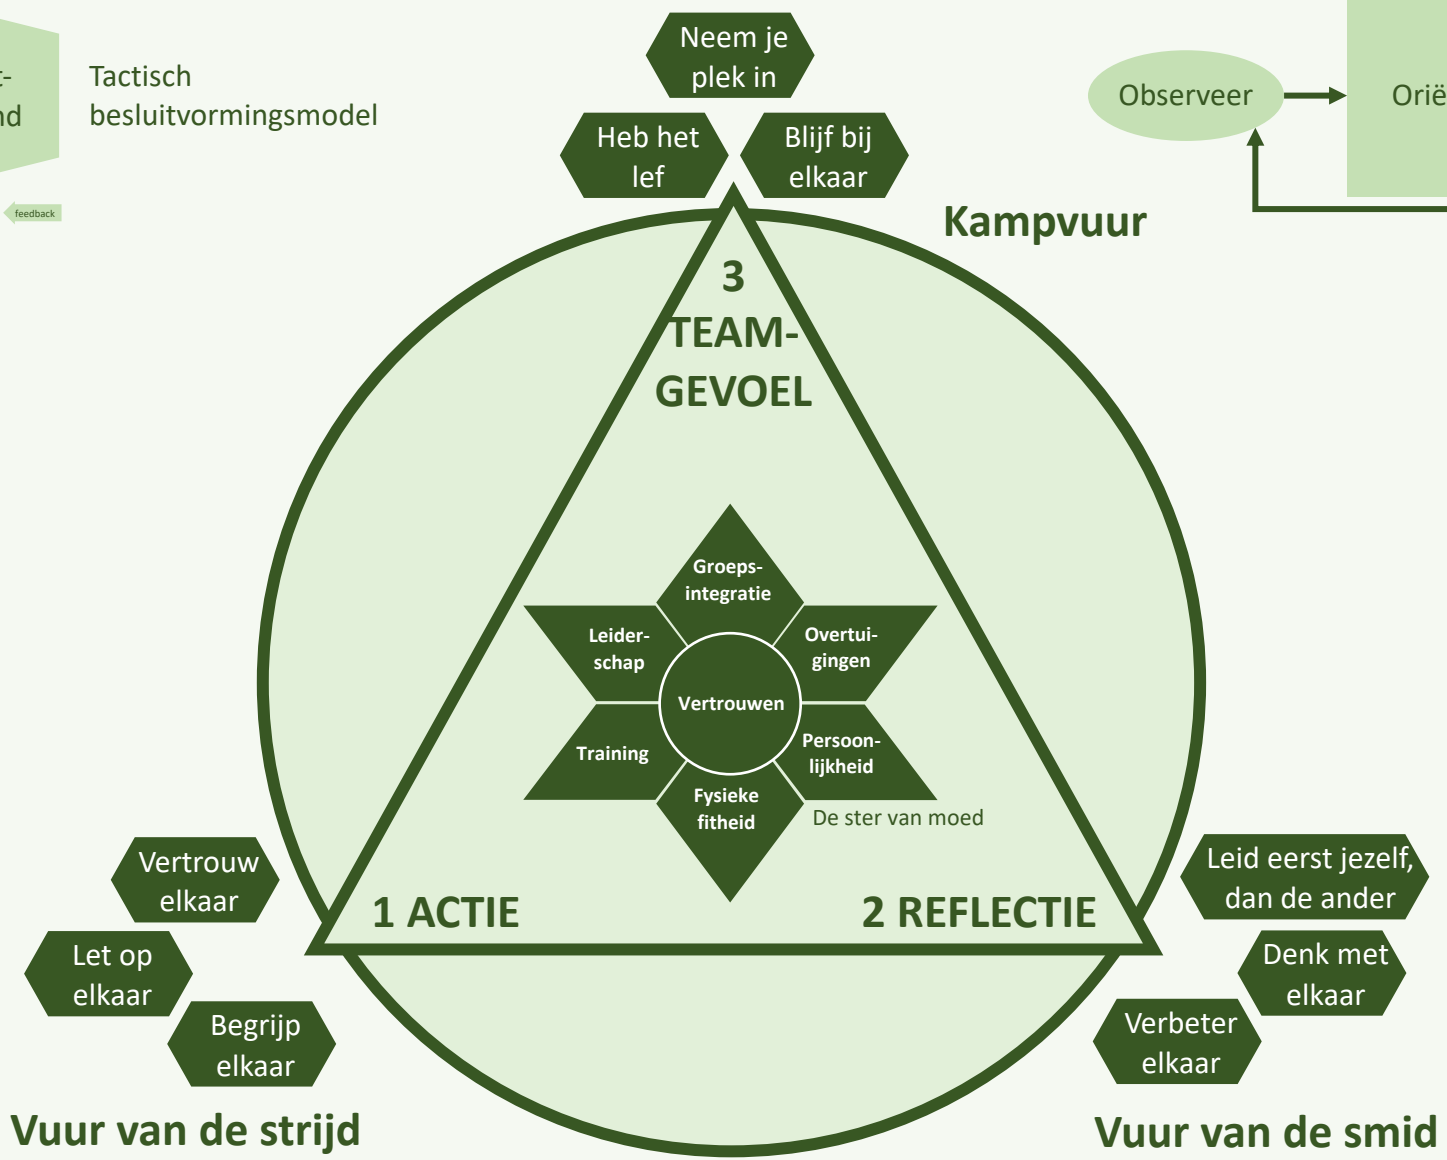 Neem je
plek in
Tactisch
besluitvormingsmodel
Observeer
Heb het
lef
Blijf bij
elkaar
feedback
Kampvuur
3
TEAM-
GEVOEL
Groeps-
integratie
Leider-
schap
Overtui-
gingen
Vertrouwen
Training
Persoon-
lijkheid
Fysieke
fitheid
De ster van moed
1 ACTIE
2 REFLECTIE
Vertrouw
elkaar
Let op
elkaar
Begrijp
elkaar
Vuur van de strijd
Leid eerst jezelf,
dan de ander
Denk met
elkaar
Verbeter
elkaar
Vuur van de smid